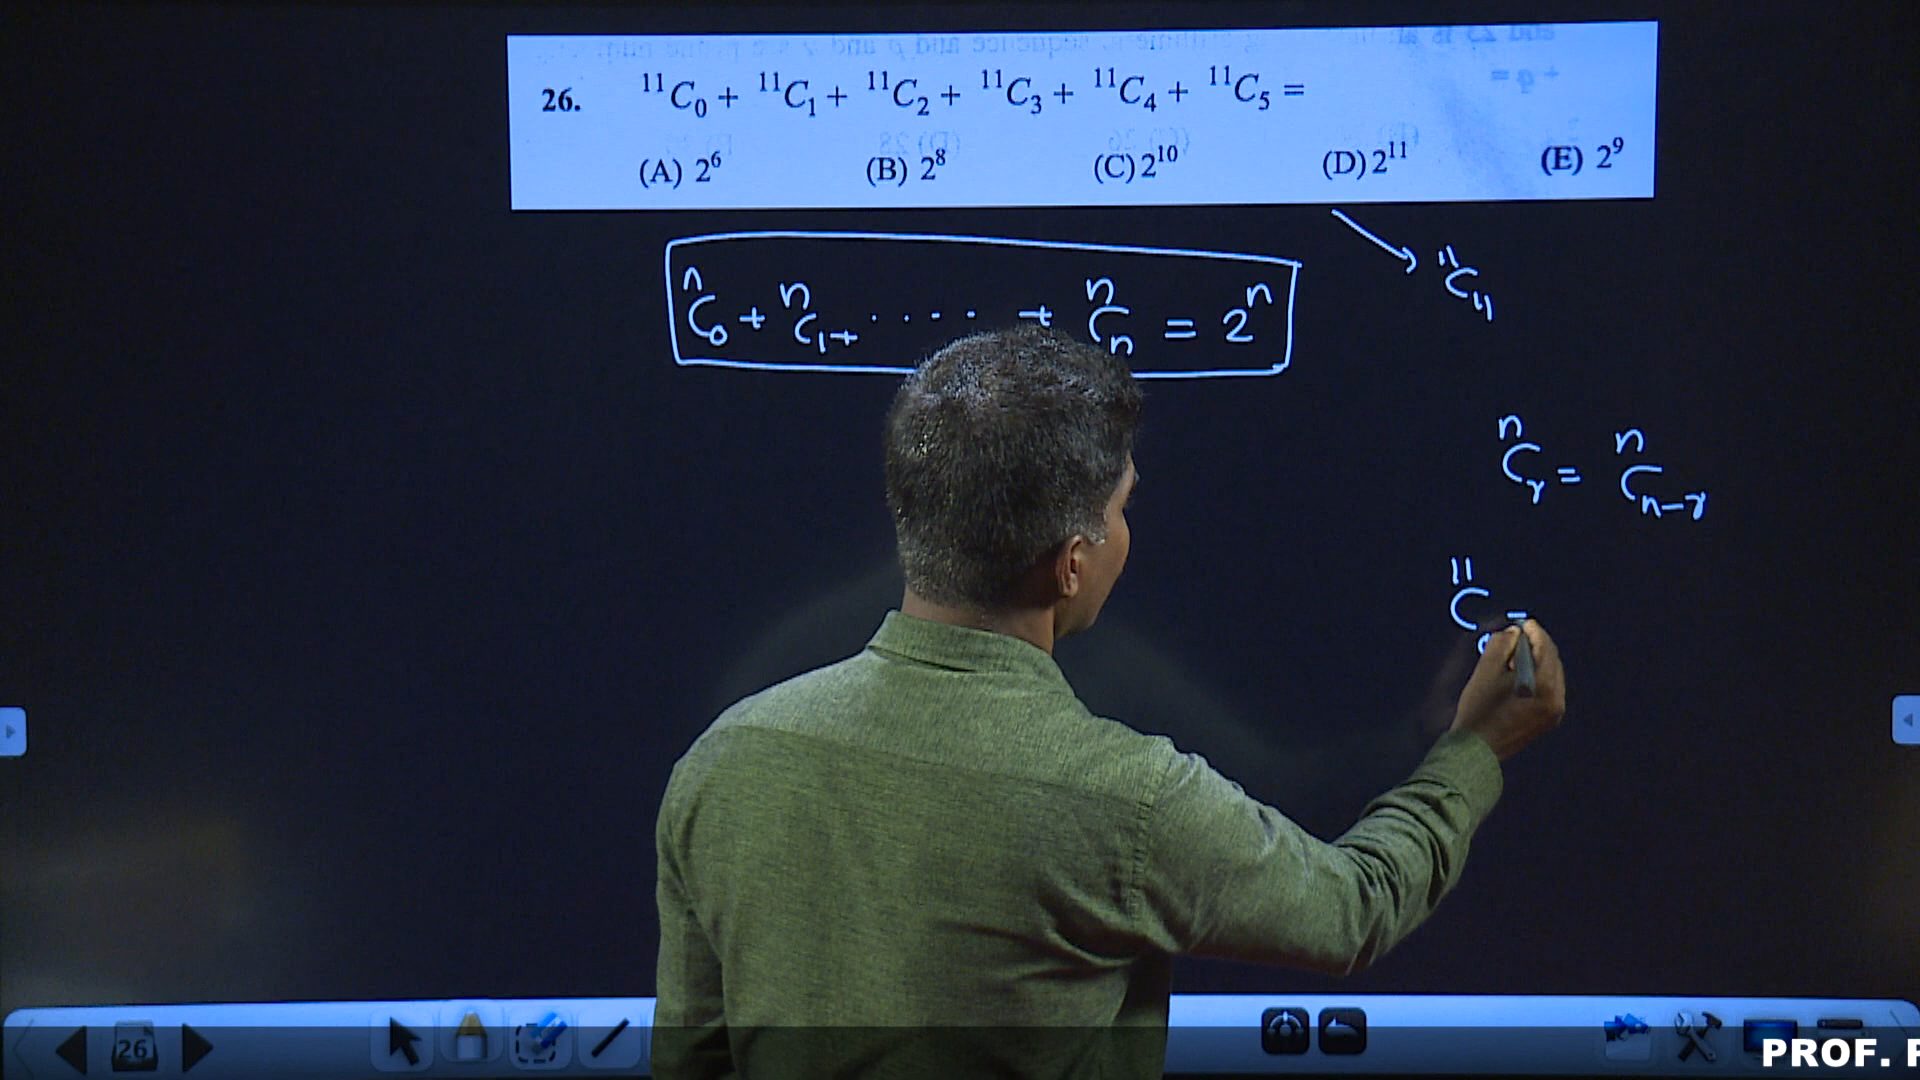 26. ¹¹C₀ + ¹¹C₁ + ¹¹C₂ + ¹¹C₃ + ¹¹C₄ + ¹¹C₅ =
(A) 2⁶ (B) 2⁸ (C) 2¹⁰ (D) 2¹¹ (E) 2⁹
ⁿC₀ + ⁿC₁ + ..... + ⁿCₙ = 2ⁿ
¹¹C₁₁
ⁿCᵣ = ⁿCₙ₋ᵣ
¹¹C₀ =
26
PROF.